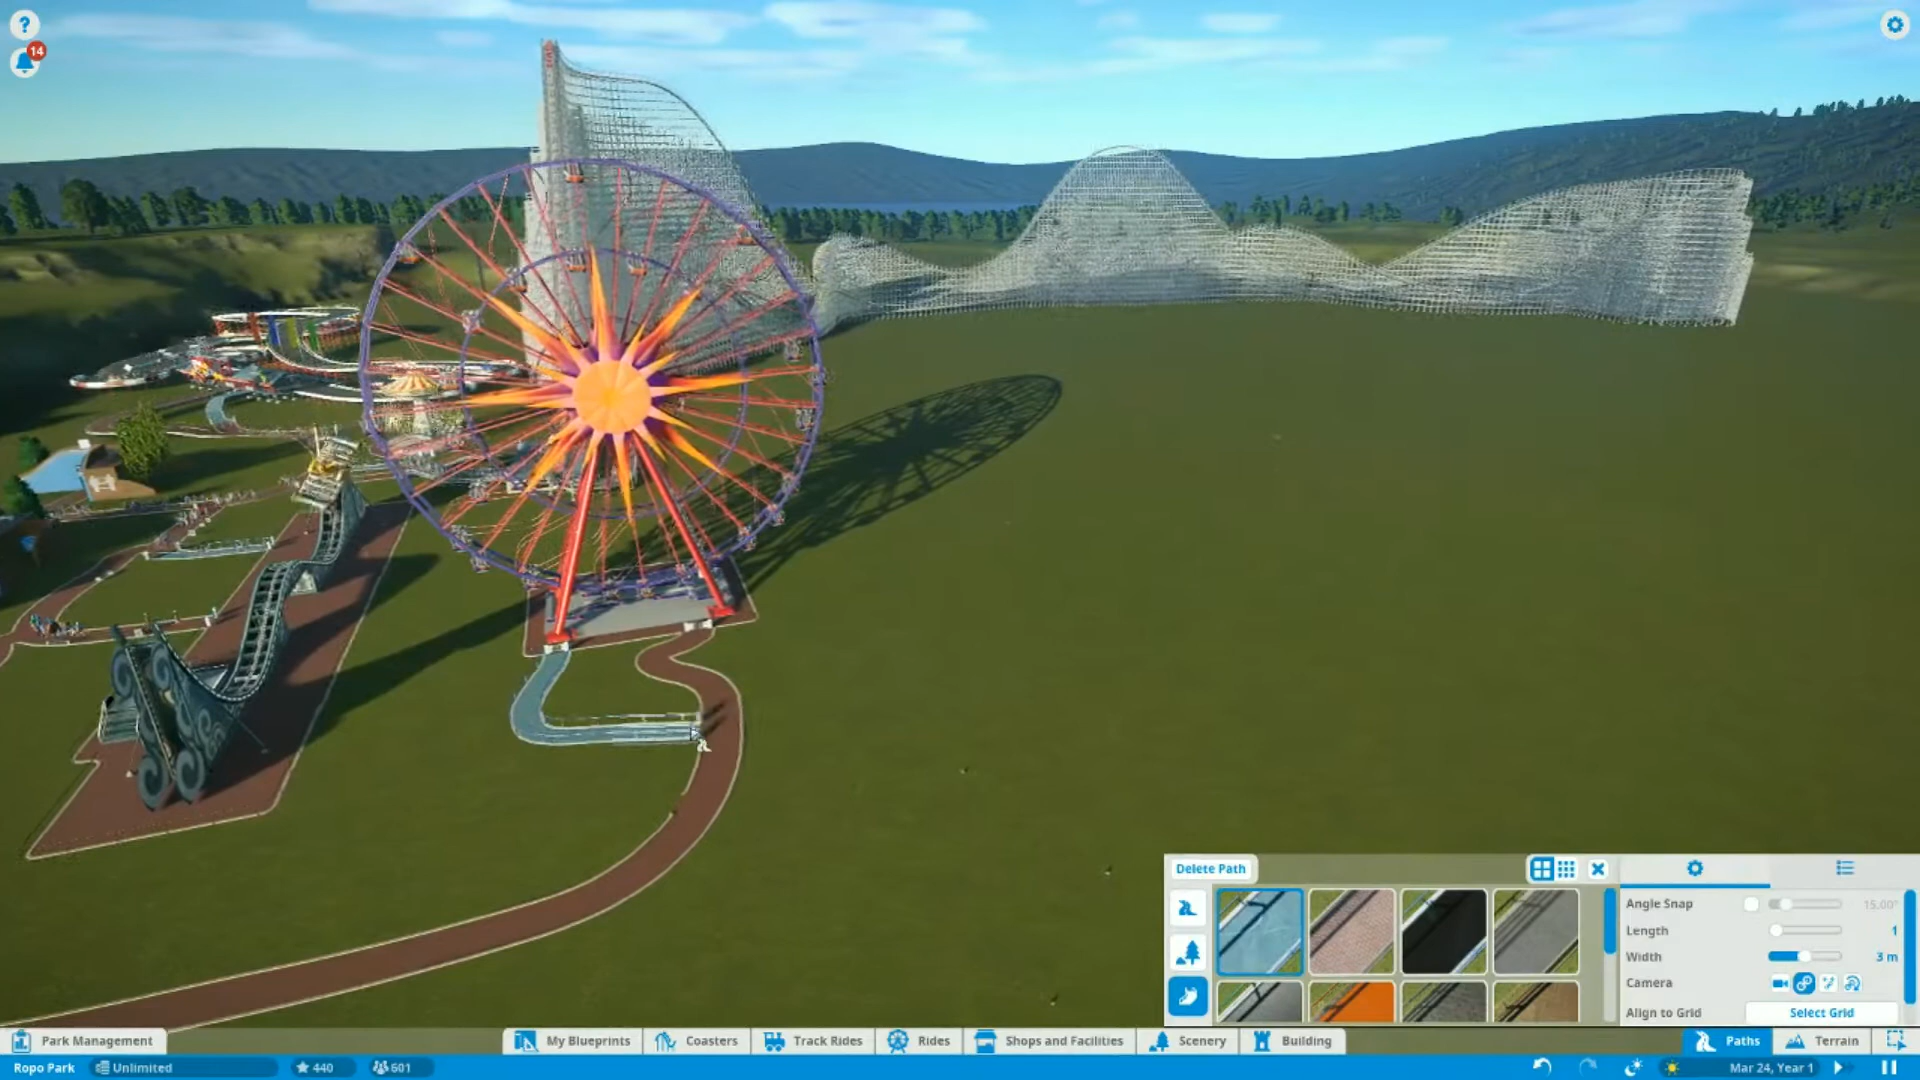 ?
14
Delete Path
Angle Snap 15.00°
Length 1
Width 3 m
Camera
Align to Grid Select Grid
Park Management My Blueprints Coasters Track Rides Rides Shops and Facilities Scenery Building Paths Terrain
Ropo Park Unlimited 440 601 Mar 24, Year 1